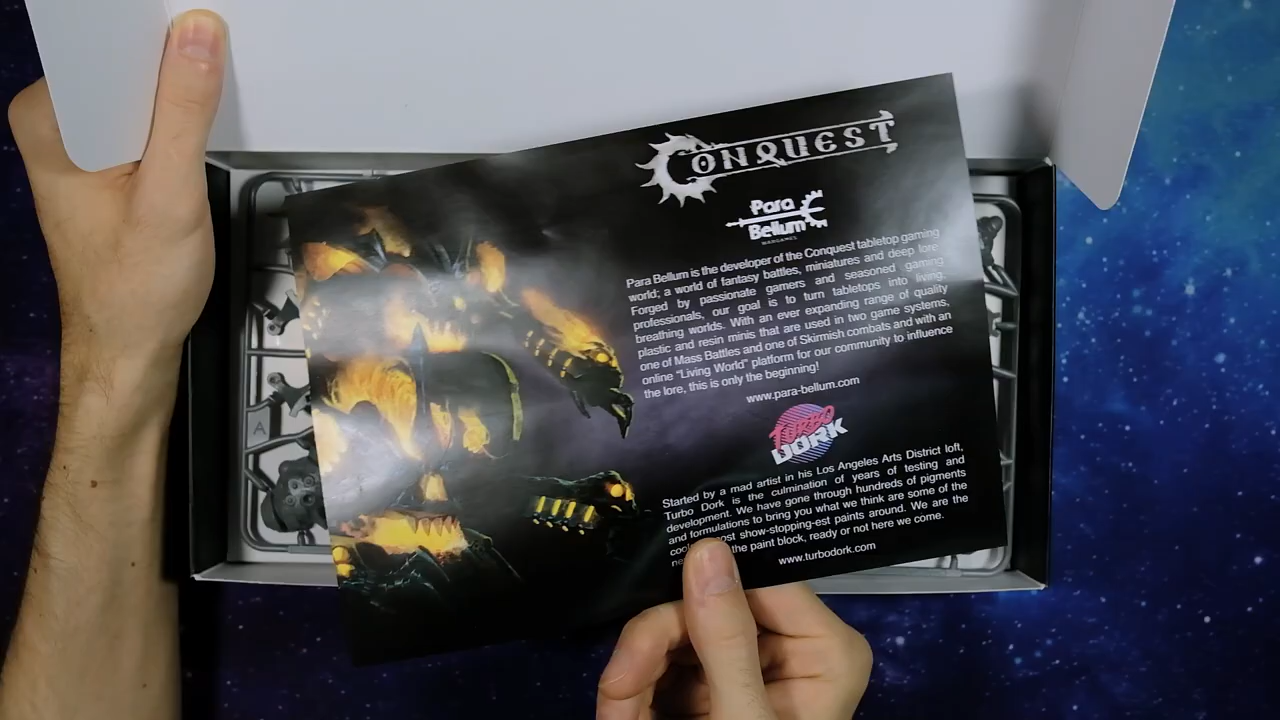 CONQUEST
Para
Bellum
WARGAMES
Para Bellum is the developer of the Conquest tabletop gaming
world; a world of fantasy battles, miniatures and deep lore
Forged by passionate gamers and seasoned gaming
professionals, our goal is to turn tabletops into living,
breathing worlds. With an ever expanding range of quality
plastic and resin minis that are used in two game systems,
one of Mass Battles and one of Skirmish combats and with an
online "Living World" platform for our community to influence
the lore, this is only the beginning!
www.para-bellum.com
TURBO
DORK
Started by a mad artist in his Los Angeles Arts District loft,
Turbo Dork is the culmination of years of testing and
development. We have gone through hundreds of pigments
and formulations to bring you what we think are some of the
show-stopping-est paints around. We are the
the paint block, ready or not here we come.
www.turbodork.com
A